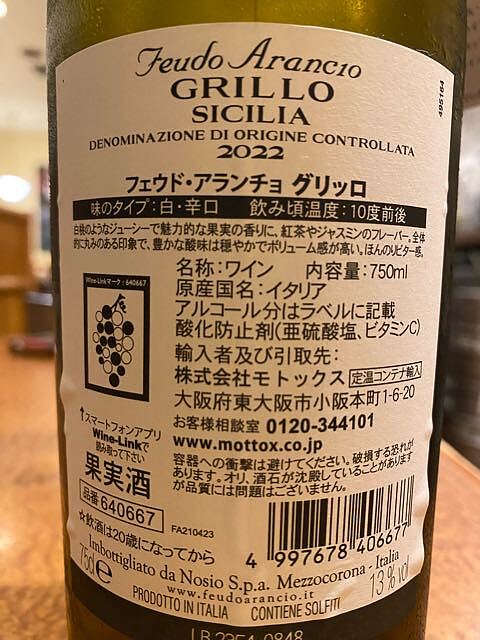 Feudo Arancio
GRILLO
SICILIA
DENOMINAZIONE DI ORIGINE CONTROLLATA
2022
フェウド・アランチョ グリッロ
味のタイプ:白・辛口 飲み頃温度:10度前後
白桃のようなジューシーで魅力的な果実の香りに、紅茶やジャスミンのフレーバー。全体
的に丸みのある印象で、豊かな酸味は穏やかでボリューム感が高い。ほんのりビター感。
Wine-Linkマーク:640667
名称:ワイン 内容量:750ml
原産国名:イタリア
アルコール分はラベルに記載
酸化防止剤(亜硫酸塩、ビタミンC)
輸入者及び引取先:
株式会社モトックス 定温コンテナ輸入
大阪府東大阪市小阪本町1-6-20
お客様相談室 0120-344101
www.mottox.co.jp
容器への衝撃は避けてください。破損する恐れが
あります。オリ、酒石が沈殿していることがあります
が品質には問題はございません。
↑スマートフォンアプリ
Wine-Linkで
読み取って下さい
果実酒
品番640667
FA210423
☆飲酒は20歳になってから
4 997678 406677
Imbottigliato da Nosio S.p.a. Mezzocorona - Italia
75cl e
www.feudoarancio.it
13% vol
PRODOTTO IN ITALIA CONTIENE SOLFITI
495164